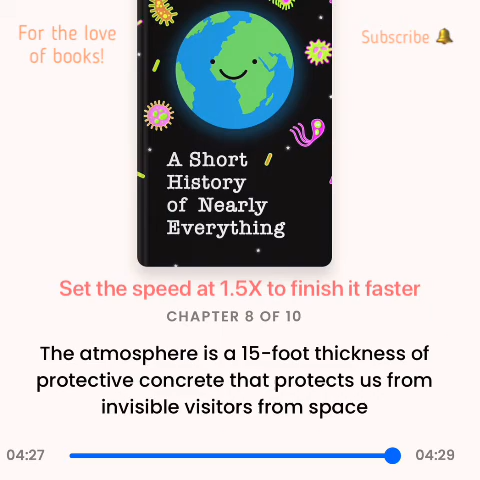 For the love
of books!
Subscribe
A Short
History
of Nearly
Everything
Set the speed at 1.5X to finish it faster
CHAPTER 8 OF 10
The atmosphere is a 15-foot thickness of
protective concrete that protects us from
invisible visitors from space
04:27
04:29